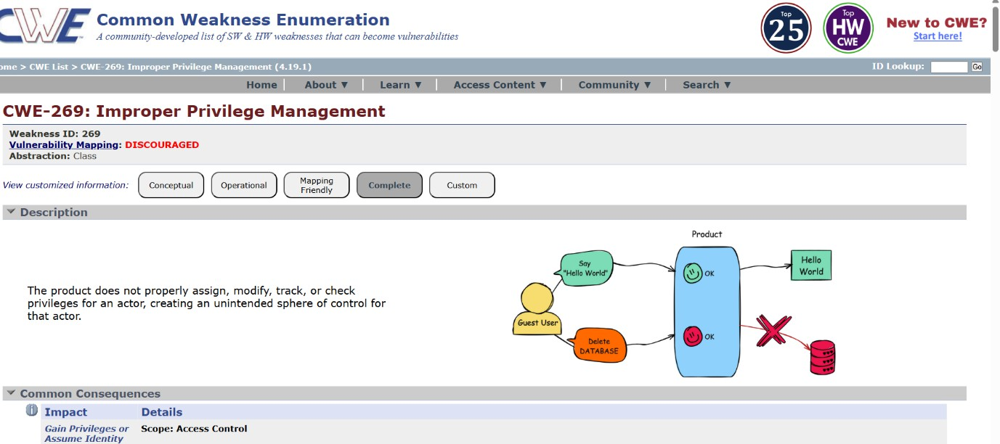 CWE
Common Weakness Enumeration
A community-developed list of SW & HW weaknesses that can become vulnerabilities
Top
25
Top
HW
CWE
New to CWE?
Start here!
ome > CWE List > CWE-269: Improper Privilege Management (4.19.1)
ID Lookup:
Go
Home
About ▼
Learn ▼
Access Content ▼
Community ▼
Search ▼
CWE-269: Improper Privilege Management
Weakness ID: 269
Vulnerability Mapping: DISCOURAGED
Abstraction: Class
View customized information:
Conceptual
Operational
Mapping
Friendly
Complete
Custom
Description
The product does not properly assign, modify, track, or check
privileges for an actor, creating an unintended sphere of control for
that actor.
Product
Say
"Hello World"
OK
Hello
World
Guest User
Delete
DATABASE
OK
Common Consequences
Impact
Details
Gain Privileges or
Assume Identity
Scope: Access Control